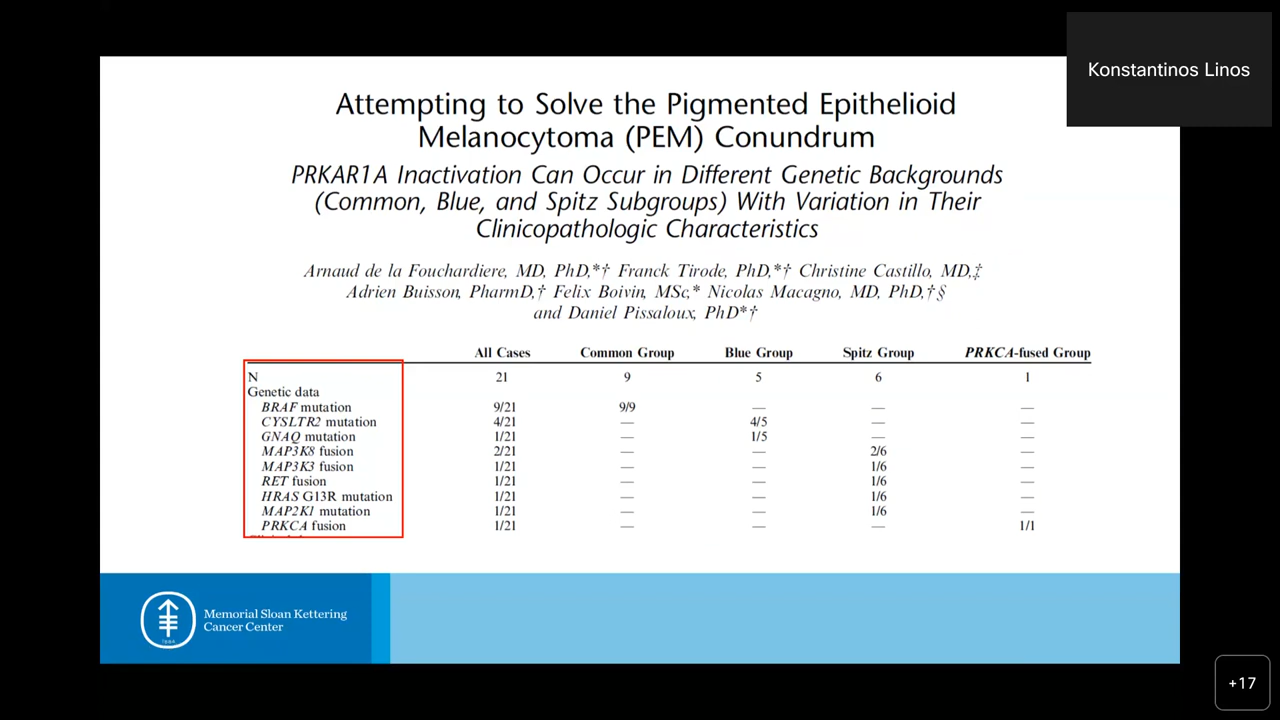 Konstantinos Linos
Attempting to Solve the Pigmented Epithelioid
Melanocytoma (PEM) Conundrum
PRKAR1A Inactivation Can Occur in Different Genetic Backgrounds
(Common, Blue, and Spitz Subgroups) With Variation in Their
Clinicopathologic Characteristics
Arnaud de la Fouchardiere, MD, PhD,*† Franck Tirode, PhD,*† Christine Castillo, MD,‡
Adrien Buisson, PharmD,† Felix Boivin, MSc,* Nicolas Macagno, MD, PhD,†§
and Daniel Pissaloux, PhD*†
All Cases Common Group Blue Group Spitz Group PRKCA-fused Group
N 21 9 5 6 1
Genetic data
BRAF mutation 9/21 9/9 — — —
CYSLTR2 mutation 4/21 — 4/5 — —
GNAQ mutation 1/21 — 1/5 — —
MAP3K8 fusion 2/21 — — 2/6 —
MAP3K3 fusion 1/21 — — 1/6 —
RET fusion 1/21 — — 1/6 —
HRAS G13R mutation 1/21 — — 1/6 —
MAP2K1 mutation 1/21 — — 1/6 —
PRKCA fusion 1/21 — — — 1/1
Memorial Sloan Kettering
Cancer Center
+17